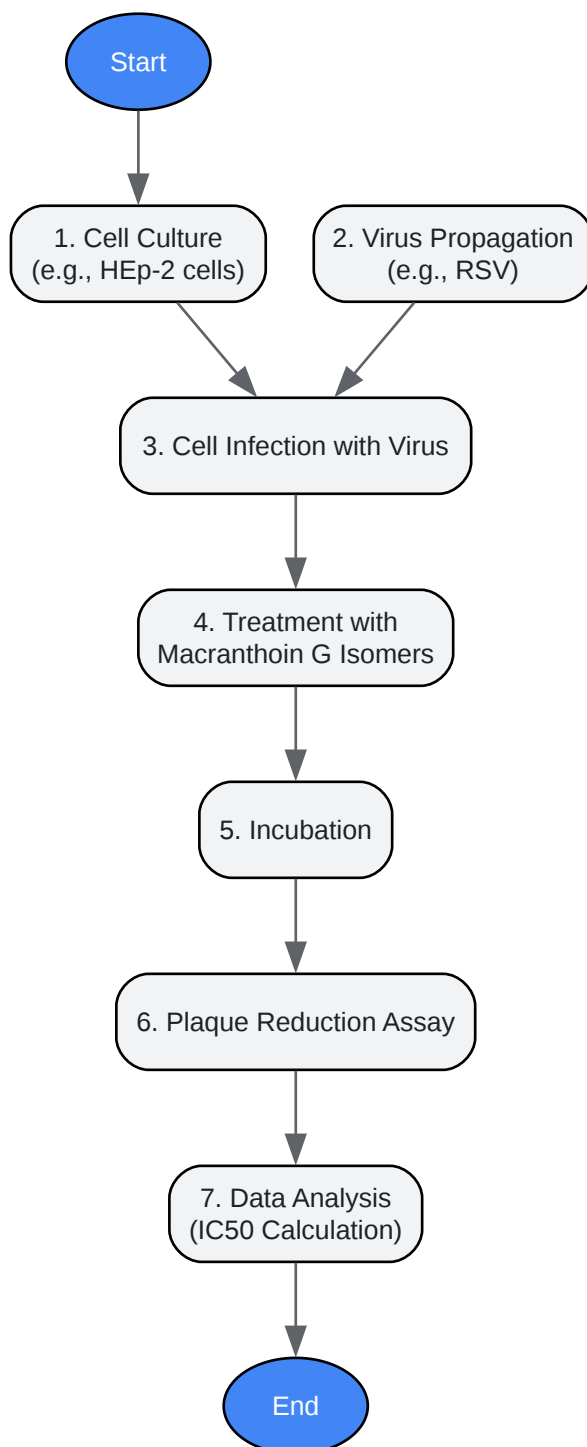 Start
1. Cell Culture
(e.g., HEp-2 cells)
2. Virus Propagation
(e.g., RSV)
3. Cell Infection with Virus
4. Treatment with
Macranthoin G Isomers
5. Incubation
6. Plaque Reduction Assay
7. Data Analysis
(IC50 Calculation)
End